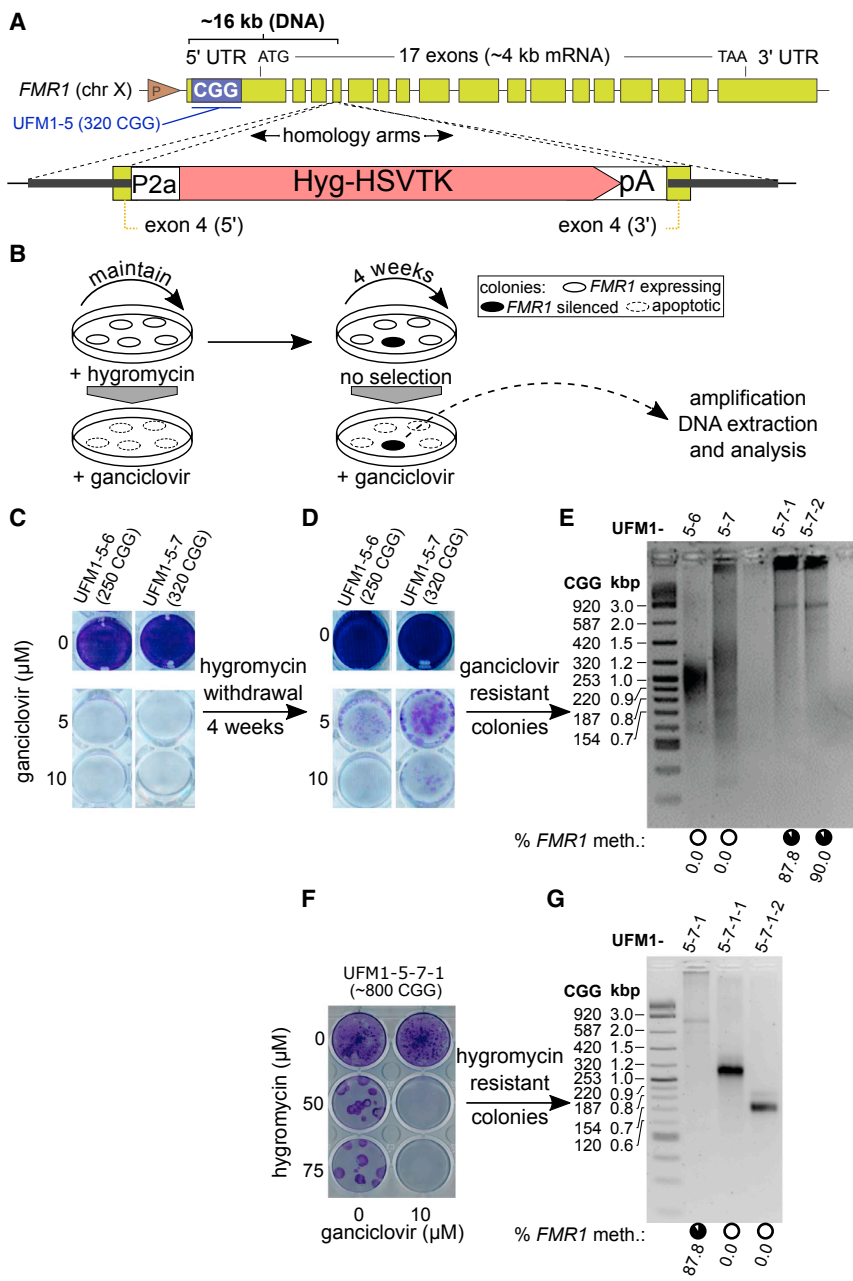 A
~16 kb (DNA)
5' UTR ATG 17 exons (~4 kb mRNA) TAA 3' UTR
FMR1 (chr X) P CGG
UFM1-5 (320 CGG)
homology arms
P2a Hyg-HSVTK pA
exon 4 (5') exon 4 (3')
B
maintain
4 weeks
colonies: FMR1 expressing
FMR1 silenced apoptotic
+ hygromycin
no selection
+ ganciclovir
+ ganciclovir
amplification
DNA extraction
and analysis
C
UFM1-5-6
(250 CGG)
UFM1-5-7
(320 CGG)
ganciclovir (µM)
0
5
10
hygromycin
withdrawal
4 weeks
D
UFM1-5-6
(250 CGG)
UFM1-5-7
(320 CGG)
0
5
10
ganciclovir
resistant
colonies
E
UFM1- 5-6 5-7 5-7-1 5-7-2
CGG kbp
920 3.0
587 2.0
420 1.5
320 1.2
253 1.0
220 0.9
187 0.8
154 0.7
% FMR1 meth.:
0.0 0.0 87.8 90.0
F
UFM1-5-7-1
(~800 CGG)
hygromycin (µM)
0
50
75
0 10
ganciclovir (µM)
hygromycin
resistant
colonies
G
UFM1- 5-7-1 5-7-1-1 5-7-1-2
CGG kbp
920 3.0
587 2.0
420 1.5
320 1.2
253 1.0
220 0.9
187 0.8
154 0.7
120 0.6
% FMR1 meth.:
87.8 0.0 0.0